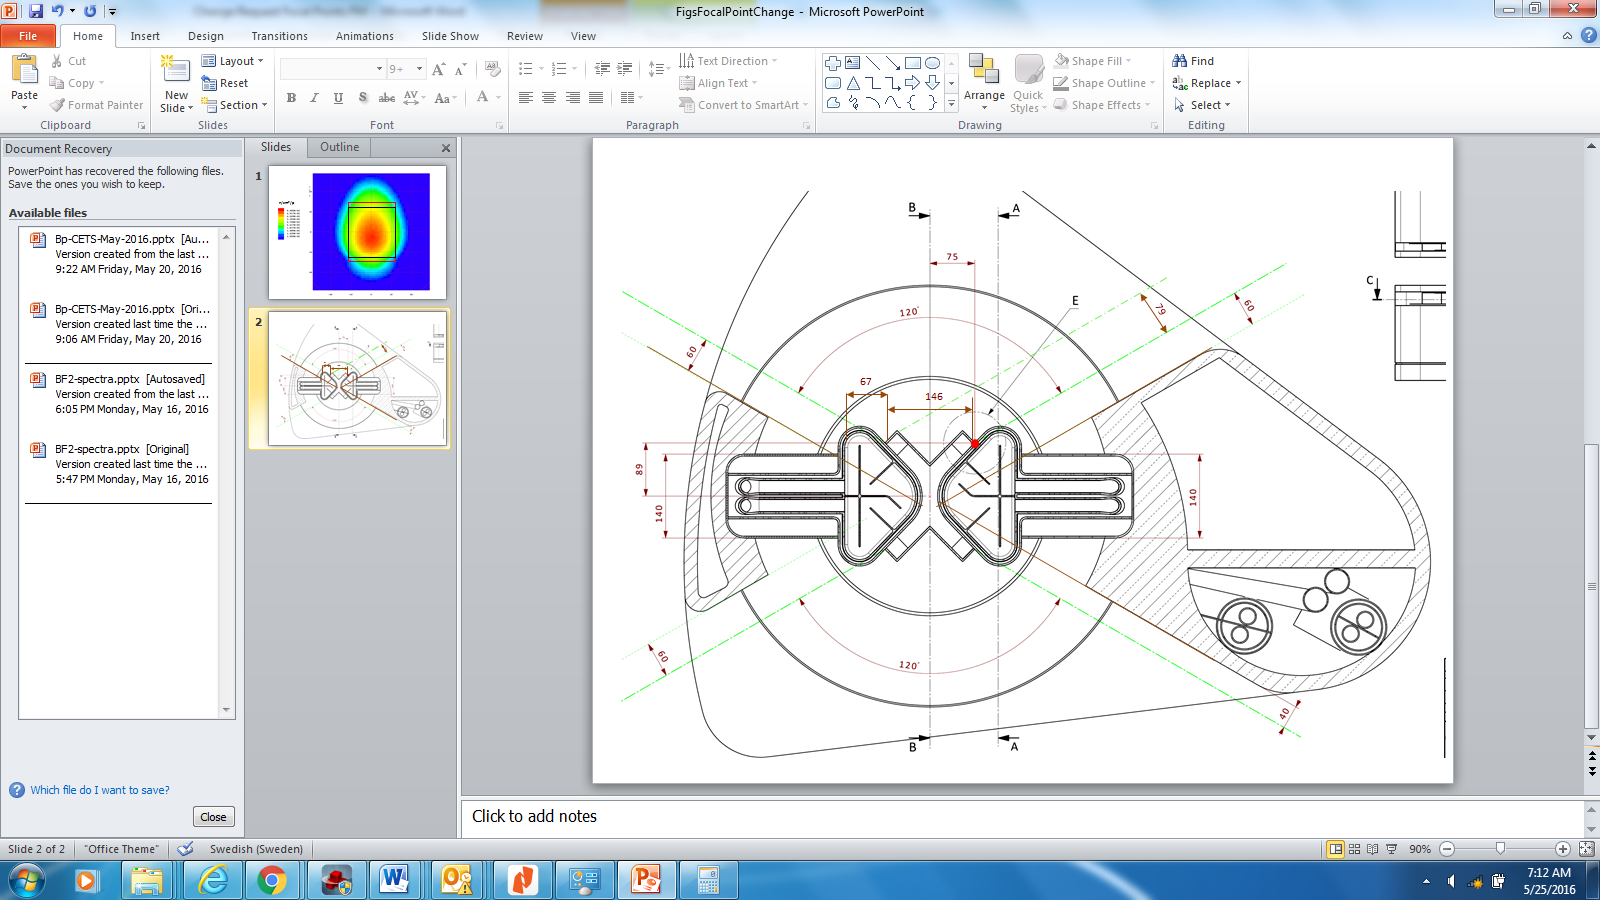 FigsFocalPointChange - Microsoft PowerPoint
File
Home
Insert
Design
Transitions
Animations
Slide Show
Review
View
Paste
Cut
Copy
Format Painter
Clipboard
New
Slide
Layout
Reset
Section
Slides
9+
B I U S abc AV Aa A
Font
Text Direction
Align Text
Convert to SmartArt
Paragraph
Arrange
Quick
Styles
Shape Fill
Shape Outline
Shape Effects
Drawing
Find
Replace
Select
Editing
Document Recovery
PowerPoint has recovered the following files.
Save the ones you wish to keep.
Available files
Bp-CETS-May-2016.pptx [Au...
Version created from the last ...
9:22 AM Friday, May 20, 2016
Bp-CETS-May-2016.pptx [Ori...
Version created last time the ...
9:06 AM Friday, May 20, 2016
BF2-spectra.pptx [Autosaved]
Version created from the last ...
6:05 PM Monday, May 16, 2016
BF2-spectra.pptx [Original]
Version created last time the ...
5:47 PM Monday, May 16, 2016
Which file do I want to save?
Close
Slides
Outline
1
2
B
A
75
E
C
120°
79
60
60
67
146
89
140
140
120°
60
40
B
A
Click to add notes
Slide 2 of 2
"Office Theme"
Swedish (Sweden)
90%
7:12 AM
5/25/2016